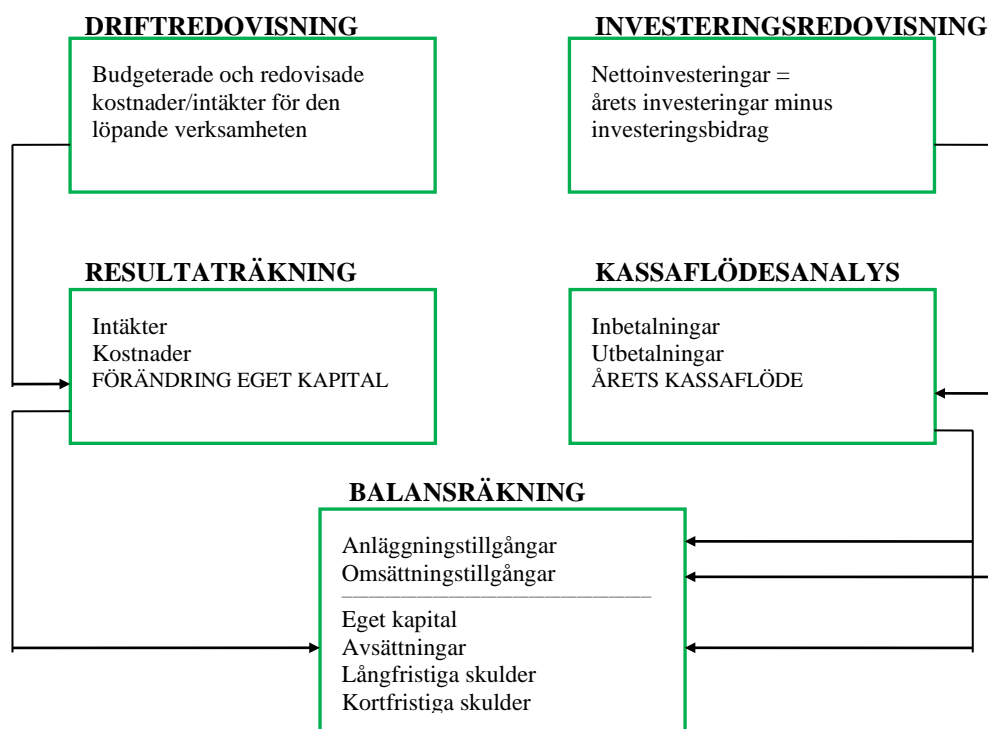 DRIFTREDOVISNING
Budgeterade och redovisade
kostnader/intäkter för den
löpande verksamheten
INVESTERINGSREDOVISNING
Nettoinvesteringar =
årets investeringar minus
investeringsbidrag
RESULTATRÄKNING
Intäkter
Kostnader
FÖRÄNDRING EGET KAPITAL
KASSAFLÖDESANALYS
Inbetalningar
Utbetalningar
ÅRETS KASSAFLÖDE
BALANSRÄKNING
Anläggningstillgångar
Omsättningstillgångar
Eget kapital
Avsättningar
Långfristiga skulder
Kortfristiga skulder